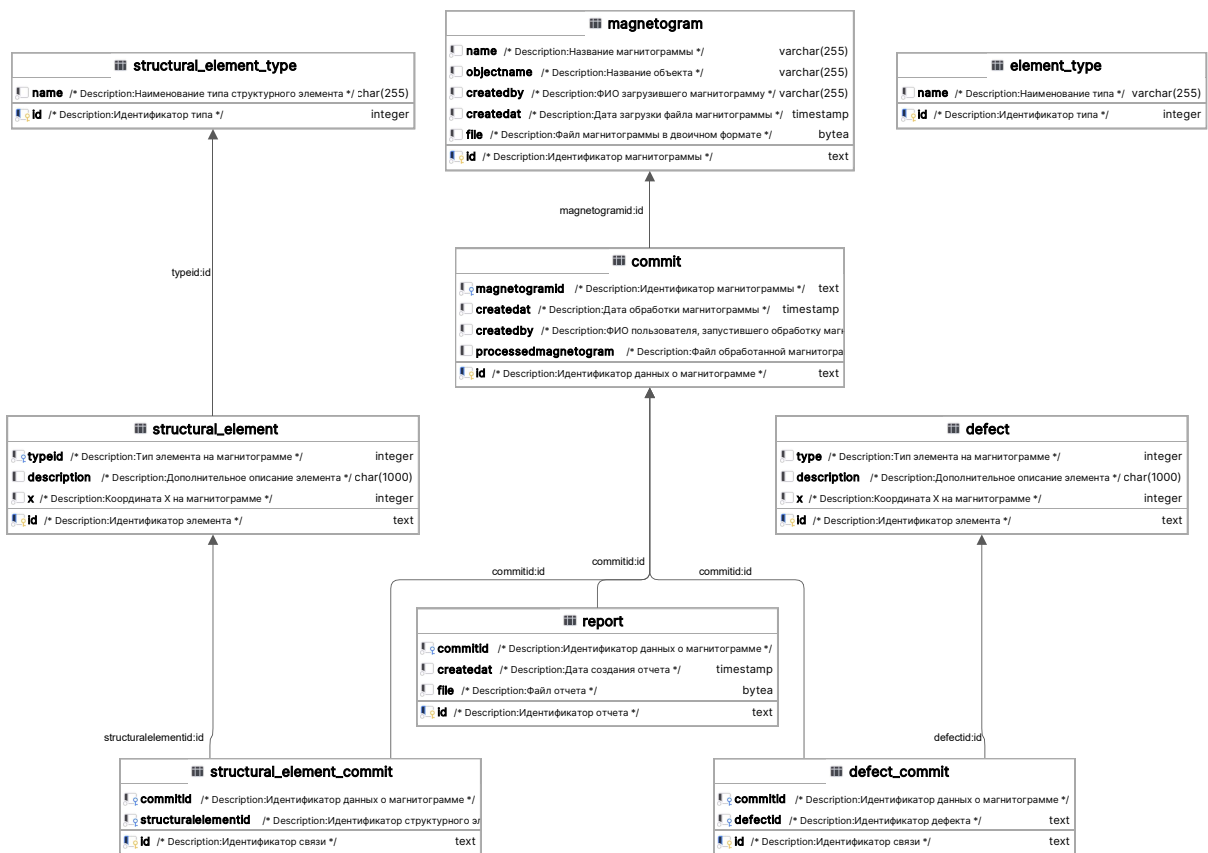 magnetogram
name /* Description:Название магнитограммы */ varchar(255)
objectname /* Description:Название объекта */ varchar(255)
createdby /* Description:ФИО загрузившего магнитограмму */ varchar(255)
createdat /* Description:Дата загрузки файла магнитограммы */ timestamp
file /* Description:Файл магнитограммы в двоичном формате */ bytea
id /* Description:Идентификатор магнитограммы */ text
structural_element_type
name /* Description:Наименование типа структурного элемента */ char(255)
id /* Description:Идентификатор типа */ integer
element_type
name /* Description:Наименование типа */ varchar(255)
id /* Description:Идентификатор типа */ integer
magnetogramid:id
typeid:id
commit
magnetogramid /* Description:Идентификатор магнитограммы */ text
createdat /* Description:Дата обработки магнитограммы */ timestamp
createdby /* Description:ФИО пользователя, запустившего обработку
processedmagnetogram /* Description:Файл обработанной
id /* Description:Идентификатор данных о магнитограмме */ text
structural_element
typeid /* Description:Тип элемента на магнитограмме */ integer
description /* Description:Дополнительное описание элемента */ char(1000)
x /* Description:Координата X на магнитограмме */ integer
id /* Description:Идентификатор элемента */ text
defect
type /* Description:Тип элемента на магнитограмме */ integer
description /* Description:Дополнительное описание элемента */ char(1000)
x /* Description:Координата X на магнитограмме */ integer
id /* Description:Идентификатор элемента */ text
commitid:id
commitid:id
commitid:id
report
commitid /* Description:Идентификатор данных о магнитограмме */
createdat /* Description:Дата создания отчета */ timestamp
file /* Description:Файл отчета */ bytea
id /* Description:Идентификатор отчета */ text
structuralelementid:id
defectid:id
structural_element_commit
commitid /* Description:Идентификатор данных о магнитограмме */
structuralelementid /* Description:Идентификатор структурного
id /* Description:Идентификатор связи */ text
defect_commit
commitid /* Description:Идентификатор данных о магнитограмме */
defectid /* Description:Идентификатор дефекта */ text
id /* Description:Идентификатор связи */ text